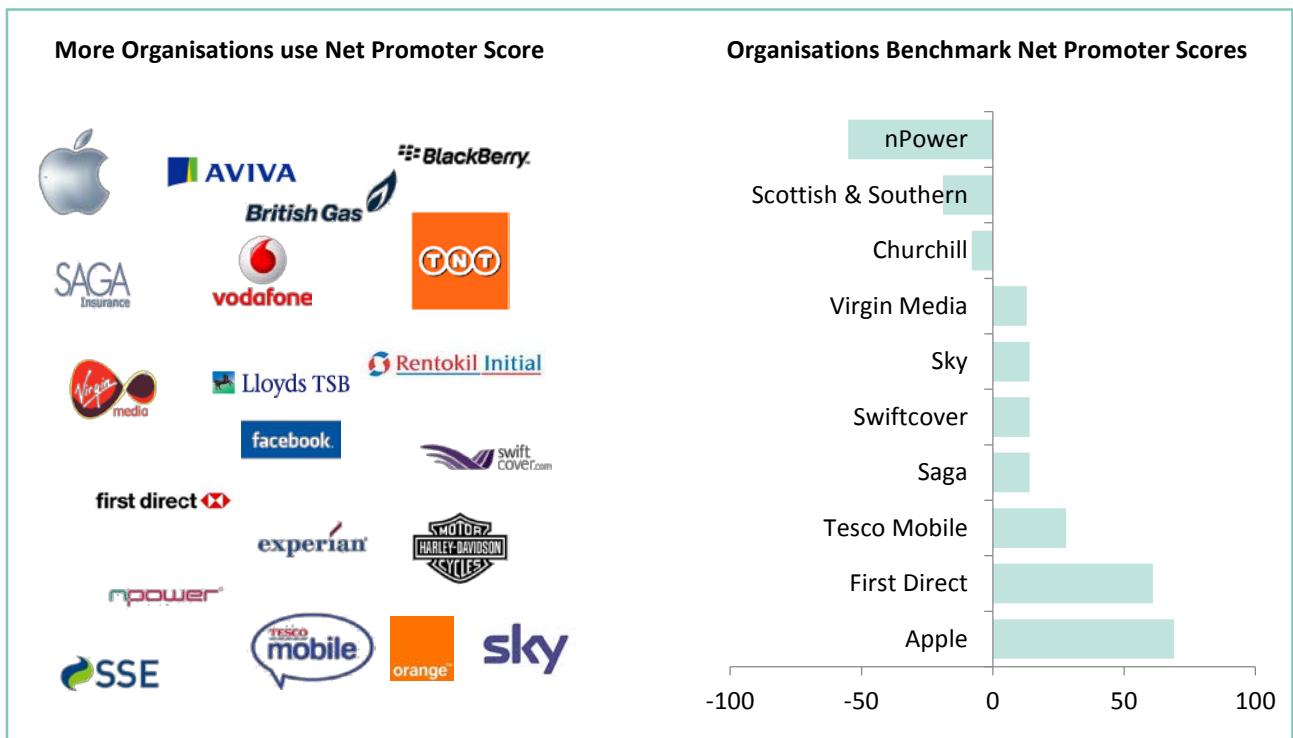 More Organisations use Net Promoter Score
AVIVA
BlackBerry.
British Gas
SAGA
Insurance
vodafone
TNT
Virgin
media
Lloyds TSB
Rentokil Initial
facebook.
swift
cover.com
first direct
experian
MOTOR
HARLEY-DAVIDSON
CYCLES
npower
SSE
TESCO
mobile
orange™
sky
Organisations Benchmark Net Promoter Scores
nPower
Scottish & Southern
Churchill
Virgin Media
Sky
Swiftcover
Saga
Tesco Mobile
First Direct
Apple
-100 -50 0 50 100